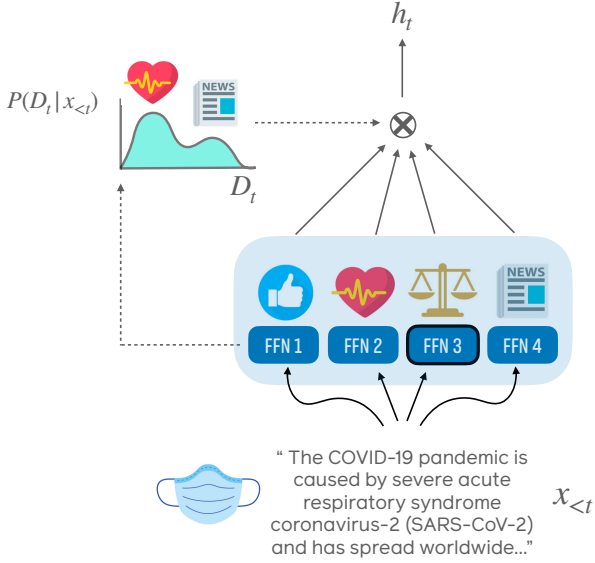 h_t
P(D_t | x_{<t})
NEWS
D_t
NEWS
FFN 1 FFN 2 FFN 3 FFN 4
“ The COVID-19 pandemic is
caused by severe acute
respiratory syndrome
coronavirus-2 (SARS-CoV-2)
and has spread worldwide...”
x_{<t}